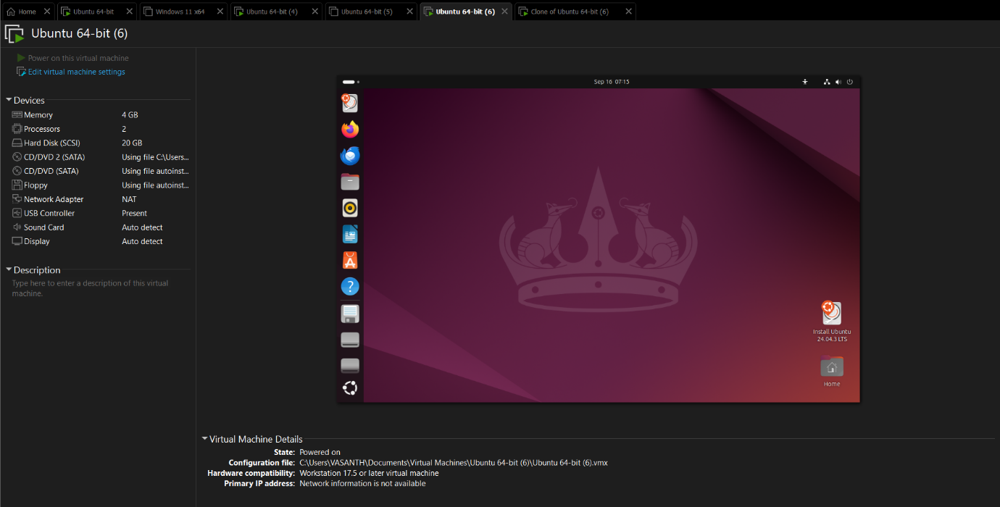 Home
Ubuntu 64-bit
Windows 11 x64
Ubuntu 64-bit (4)
Ubuntu 64-bit (5)
Ubuntu 64-bit (6)
Clone of Ubuntu 64-bit (6)
Ubuntu 64-bit (6)
Power on this virtual machine
Edit virtual machine settings
Devices
Memory 4 GB
Processors 2
Hard Disk (SCSI) 20 GB
CD/DVD 2 (SATA) Using file C:\Users...
CD/DVD (SATA) Using file autoinst...
Floppy Using file autoinst...
Network Adapter NAT
USB Controller Present
Sound Card Auto detect
Display Auto detect
Description
Type here to enter a description of this virtual
machine.
Sep 16 07:15
Install Ubuntu
24.04.3 LTS
Home
Virtual Machine Details
State: Powered on
Configuration file: C:\Users\VASANTH\Documents\Virtual Machines\Ubuntu 64-bit (6)\Ubuntu 64-bit (6).vmx
Hardware compatibility: Workstation 17.5 or later virtual machine
Primary IP address: Network information is not available